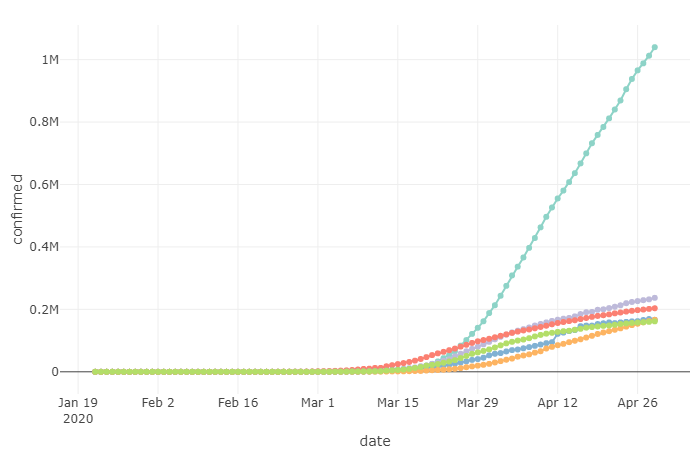 1M
0.8M
0.6M
0.4M
0.2M
0
confirmed
Jan 19
2020
Feb 2
Feb 16
Mar 1
Mar 15
Mar 29
Apr 12
Apr 26
date